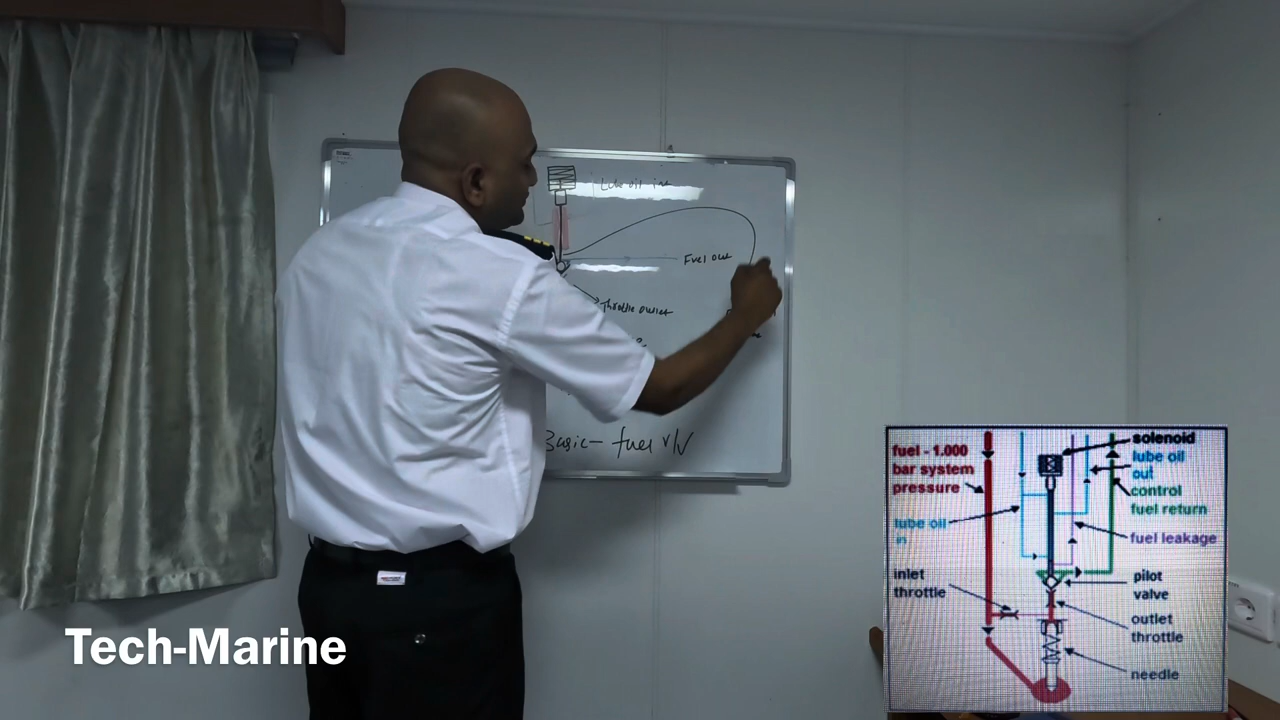 Lube oil in
Fuel out
Throttle outlet
Basic - fuel v/v
fuel - 1.000
bar system
pressure
lube oil
in
inlet
throttle
solenoid
lube oil
out
control
fuel return
fuel leakage
pilot
valve
outlet
throttle
needle
Tech-Marine